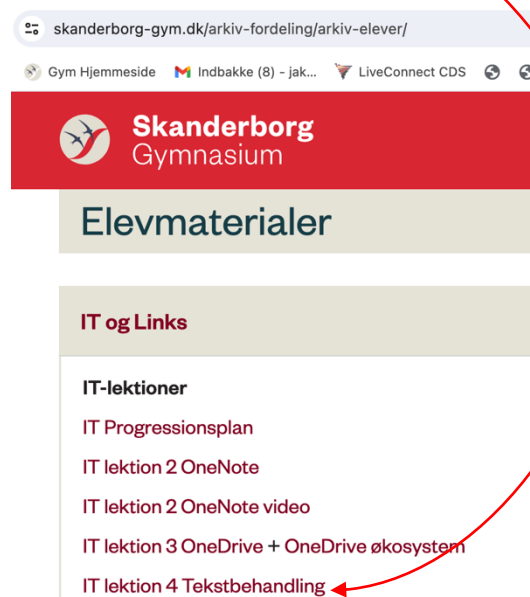 skanderborg-gym.dk/arkiv-fordeling/arkiv-elever/
Gym Hjemmeside Indbakke (8) - jak... LiveConnect CDS
Skanderborg
Gymnasium
Elevmaterialer
IT og Links
IT-lektioner
IT Progressionsplan
IT lektion 2 OneNote
IT lektion 2 OneNote video
IT lektion 3 OneDrive + OneDrive økosystem
IT lektion 4 Tekstbehandling